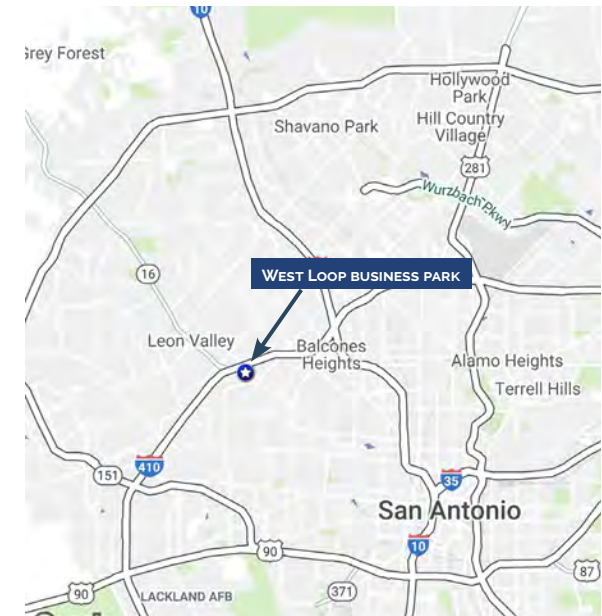 10
Grey Forest
Hollywood
Park
Shavano Park
Hill Country
Village
281
Wurzbach Pkwy
WEST LOOP BUSINESS PARK
16
Leon Valley
Balcones
Heights
Alamo Heights
Terrell Hills
410
151
35
San Antonio
10
90
87
90
LACKLAND AFB
371